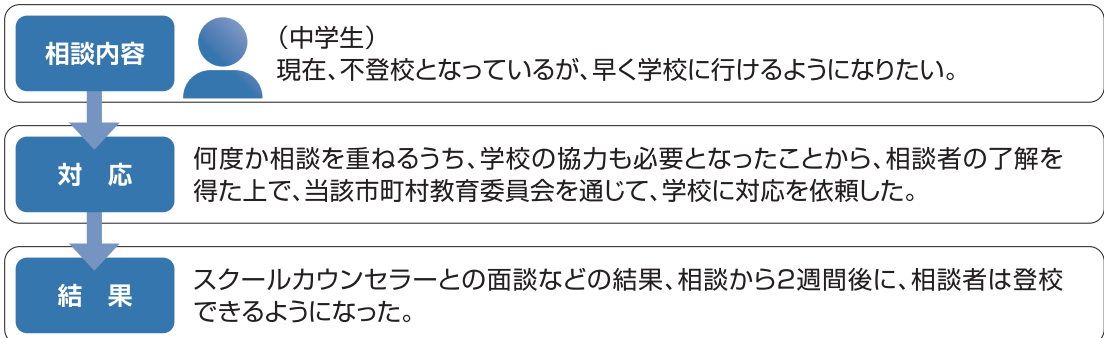 相談内容
（中学生）
現在、不登校となっているが、早く学校に行けるようになりたい。
対　応
何度か相談を重ねるうち、学校の協力も必要となったことから、相談者の了解を
得た上で、当該市町村教育委員会を通じて、学校に対応を依頼した。
結　果
スクールカウンセラーとの面談などの結果、相談から2週間後に、相談者は登校
できるようになった。